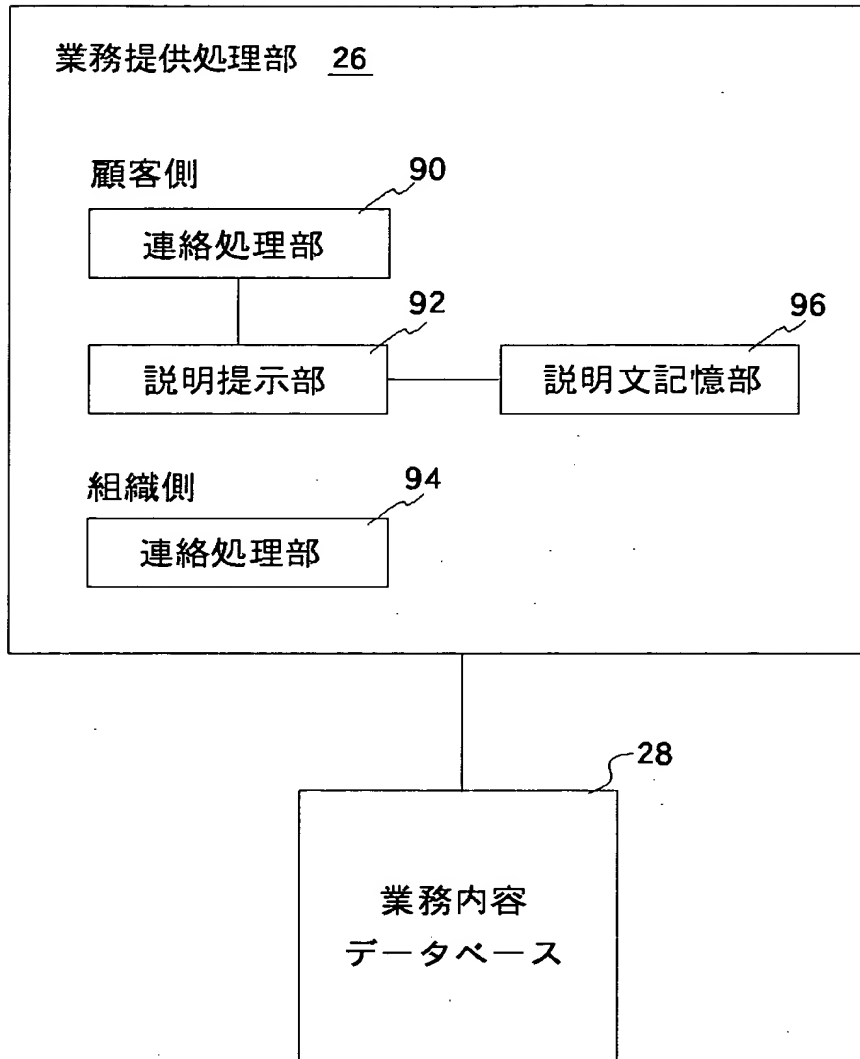 業務提供処理部 26
顧客側
90
連絡処理部
92
96
説明提示部
説明文記憶部
組織側
94
連絡処理部
28
業務内容
データベース